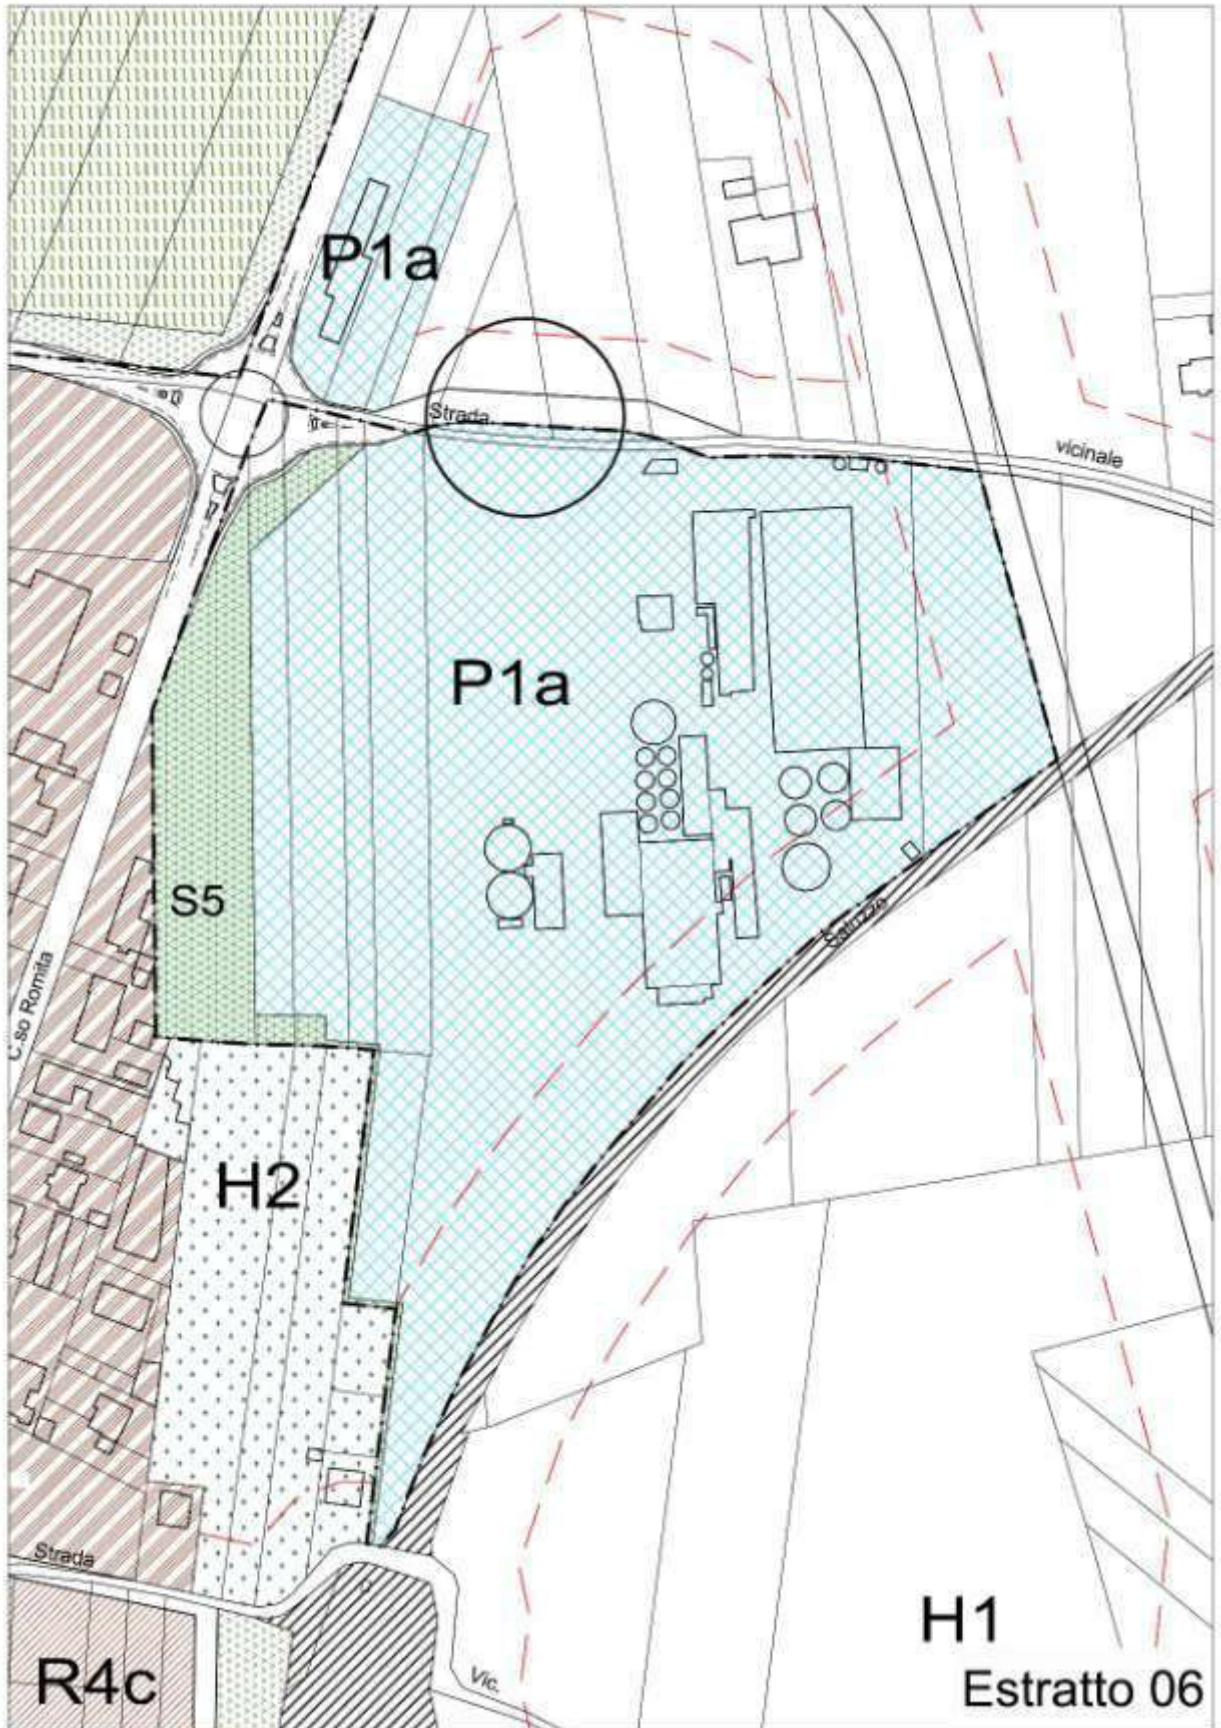 P1a
Strada
vicinale
P1a
S5
Saluzzo
C.so Romita
H2
Strada
H1
R4c
Vic.
Estratto 06